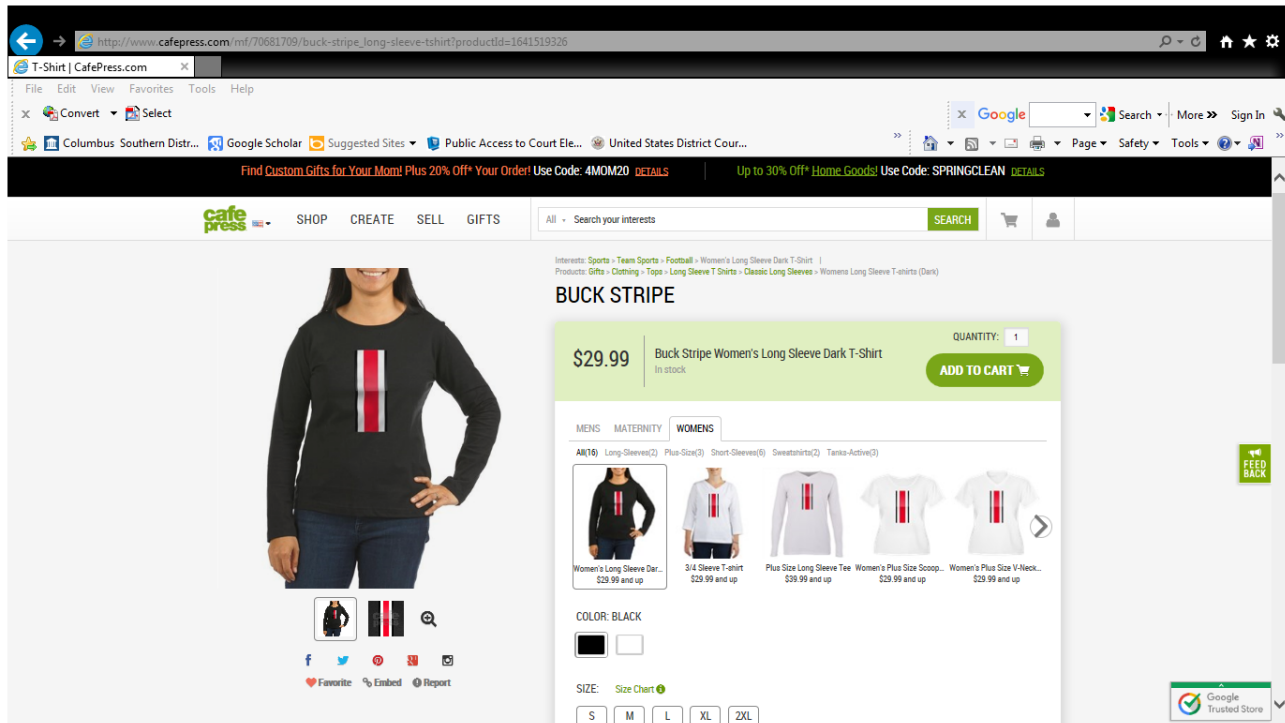 http://www.cafepress.com/mf/70681709/buck-stripe_long-sleeve-tshirt?productId=1641519326
T-Shirt | CafePress.com ×
File Edit View Favorites Tools Help
x Convert Select
x Google Search More » Sign In
Columbus Southern Distr... Google Scholar Suggested Sites Public Access to Court Ele... United States District Cour... » Page Safety Tools »
Find Custom Gifts for Your Mom! Plus 20% Off* Your Order! Use Code: 4MOM20 DETAILS Up to 30% Off* Home Goods! Use Code: SPRINGCLEAN DETAILS
cafe press SHOP CREATE SELL GIFTS All Search your interests SEARCH
Interests: Sports > Team Sports > Football > Women's Long Sleeve Dark T-Shirt |
Products: Gifts > Clothing > Tops > Long Sleeve T Shirts > Classic Long Sleeves > Womens Long Sleeve T-shirts (Dark)
BUCK STRIPE
QUANTITY: 1
$29.99 Buck Stripe Women's Long Sleeve Dark T-Shirt
In stock
ADD TO CART
MENS MATERNITY WOMENS
All(16) Long-Sleeves(2) Plus-Size(3) Short-Sleeves(6) Sweatshirts(2) Tanks-Active(3)
FEED
BACK
Women's Long Sleeve Dar... 3/4 Sleeve T-shirt Plus Size Long Sleeve Tee Women's Plus Size Scoop... Women's Plus Size V-Neck...
$29.99 and up $29.99 and up $39.99 and up $29.99 and up $29.99 and up
COLOR: BLACK
Favorite Embed Report
SIZE: Size Chart
S M L XL 2XL
Google
Trusted Store